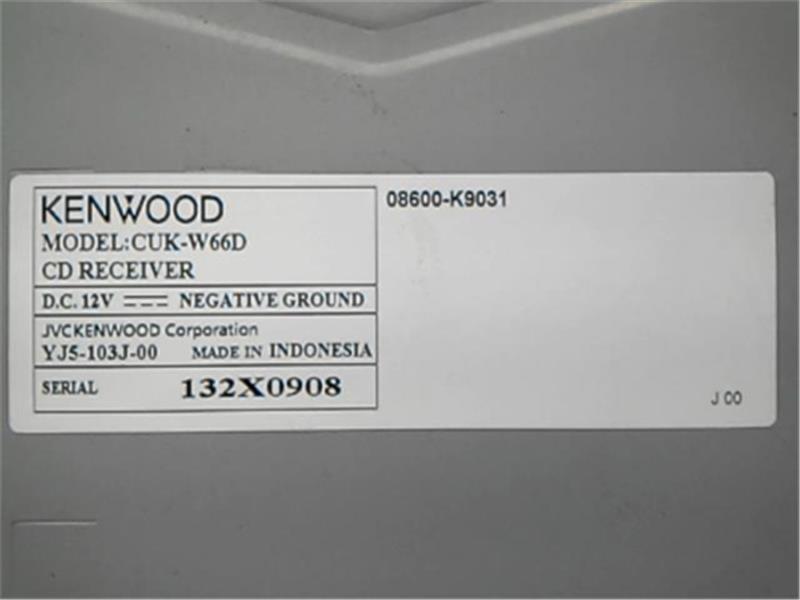 KENWOOD
MODEL:CUK-W66D
CD RECEIVER
D.C. 12V NEGATIVE GROUND
JVCKENWOOD Corporation
YJ5-103J-00 MADE IN INDONESIA
SERIAL 132X0908
08600-K9031
J 00